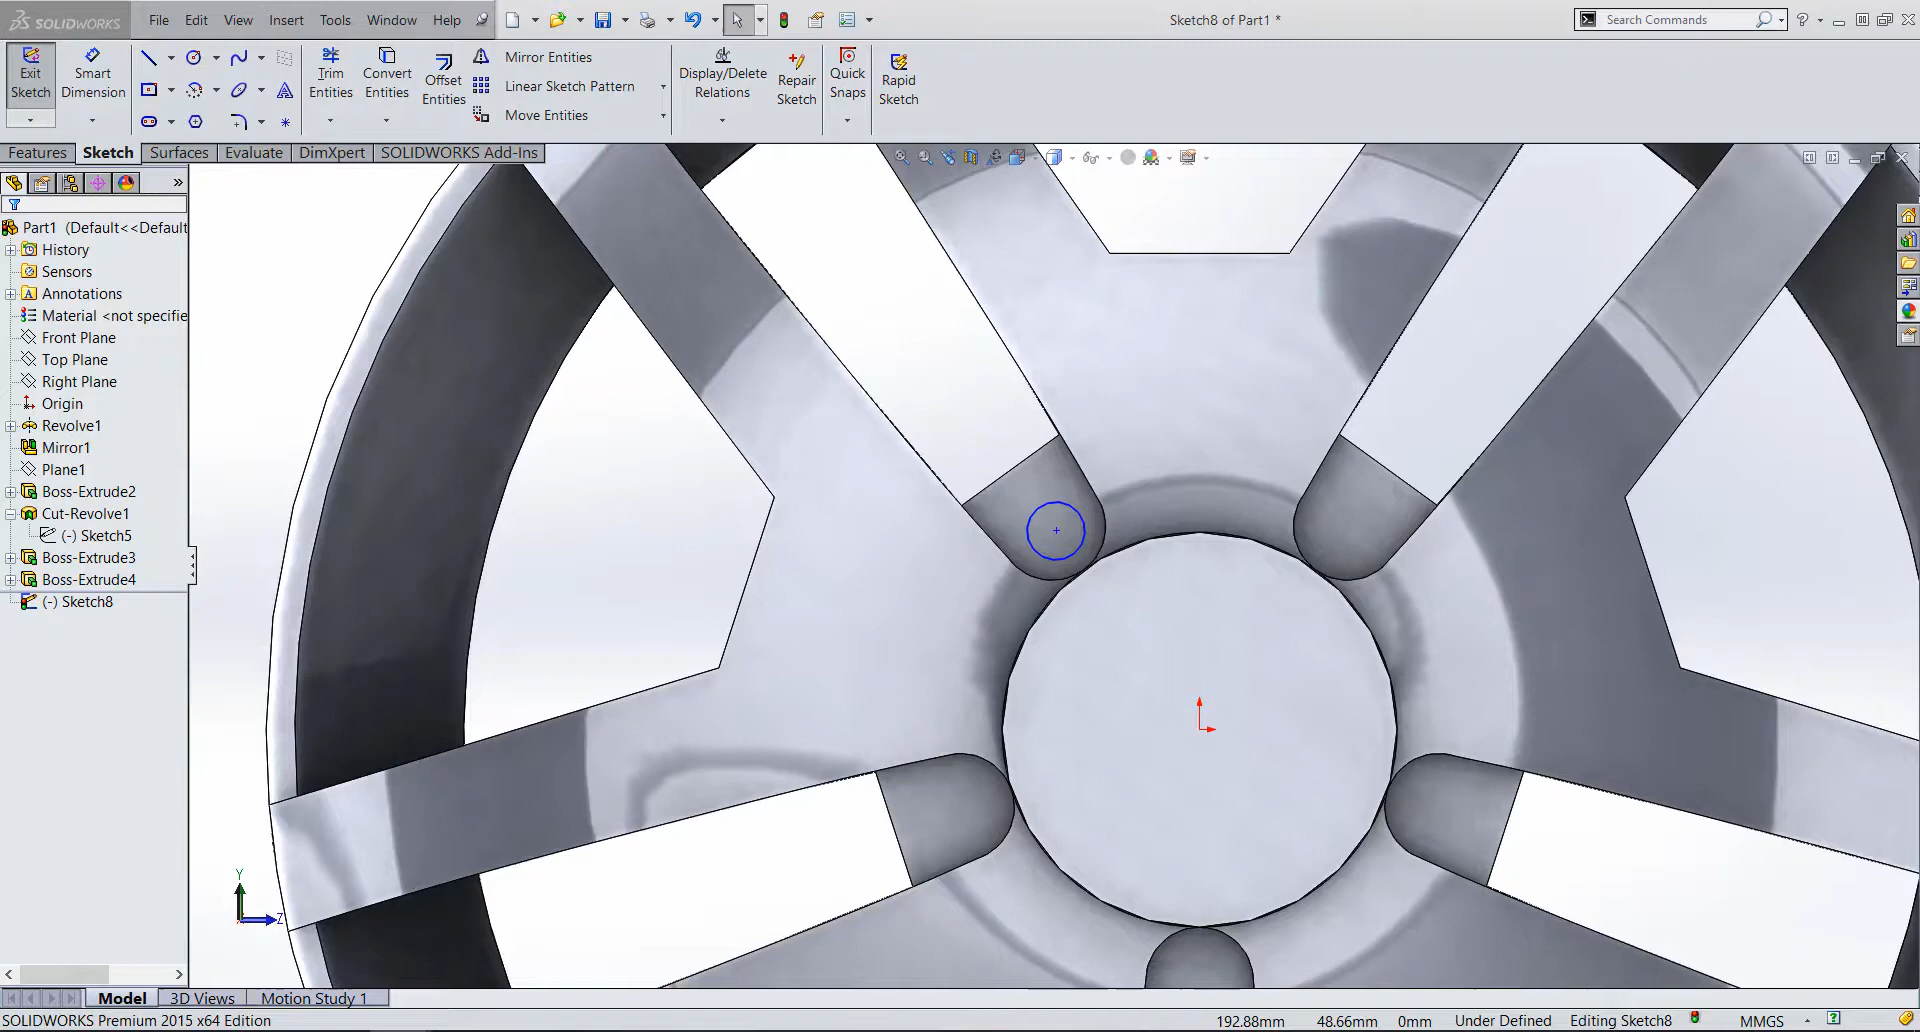 SOLIDWORKS File Edit View Insert Tools Window Help Sketch8 of Part1 * Search Commands
Exit Sketch
Smart Dimension
Trim Entities
Convert Entities
Offset Entities
Mirror Entities
Linear Sketch Pattern
Move Entities
Display/Delete Relations
Repair Sketch
Quick Snaps
Rapid Sketch
Features Sketch Surfaces Evaluate DimXpert SOLIDWORKS Add-Ins
Part1 (Default<<Default
History
Sensors
Annotations
Material <not specifie
Front Plane
Top Plane
Right Plane
Origin
Revolve1
Mirror1
Plane1
Boss-Extrude2
Cut-Revolve1
(-) Sketch5
Boss-Extrude3
Boss-Extrude4
(-) Sketch8
Y
Z
Model 3D Views Motion Study 1
SOLIDWORKS Premium 2015 x64 Edition 192.88mm 48.66mm 0mm Under Defined Editing Sketch8 MMGS